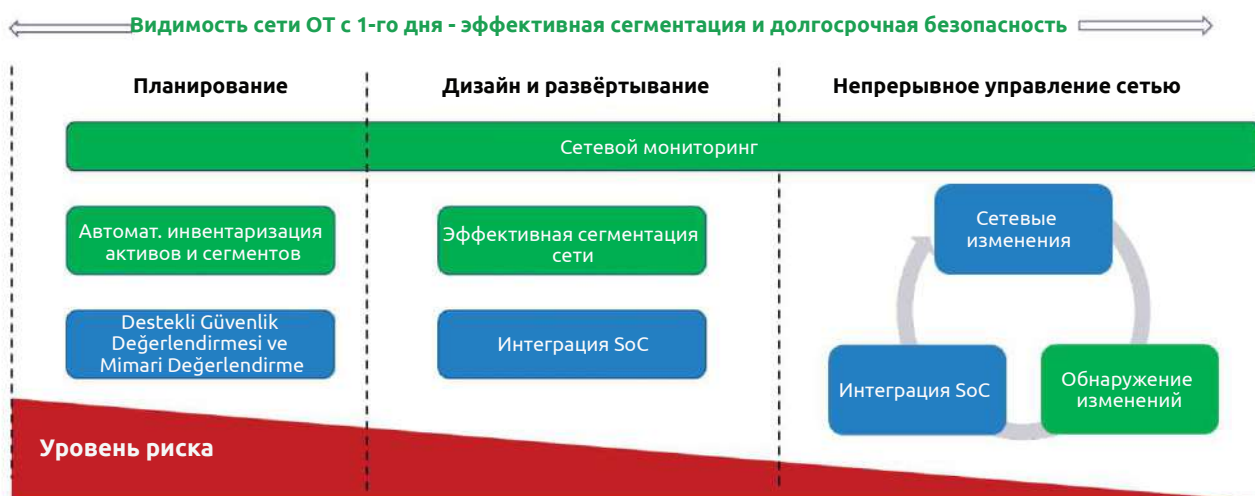 Видимость сети ОТ с 1-го дня - эффективная сегментация и долгосрочная безопасность
Планирование
Дизайн и развёртывание
Непрерывное управление сетью
Сетевой мониторинг
Автомат. инвентаризация
активов и сегментов
Эффективная сегментация
сети
Сетевые
изменения
Destekli Güvenlik
Değerlendirmesi ve
Mimari Değerlendirme
Интеграция SoC
Интеграция SoC
Обнаружение
изменений
Уровень риска